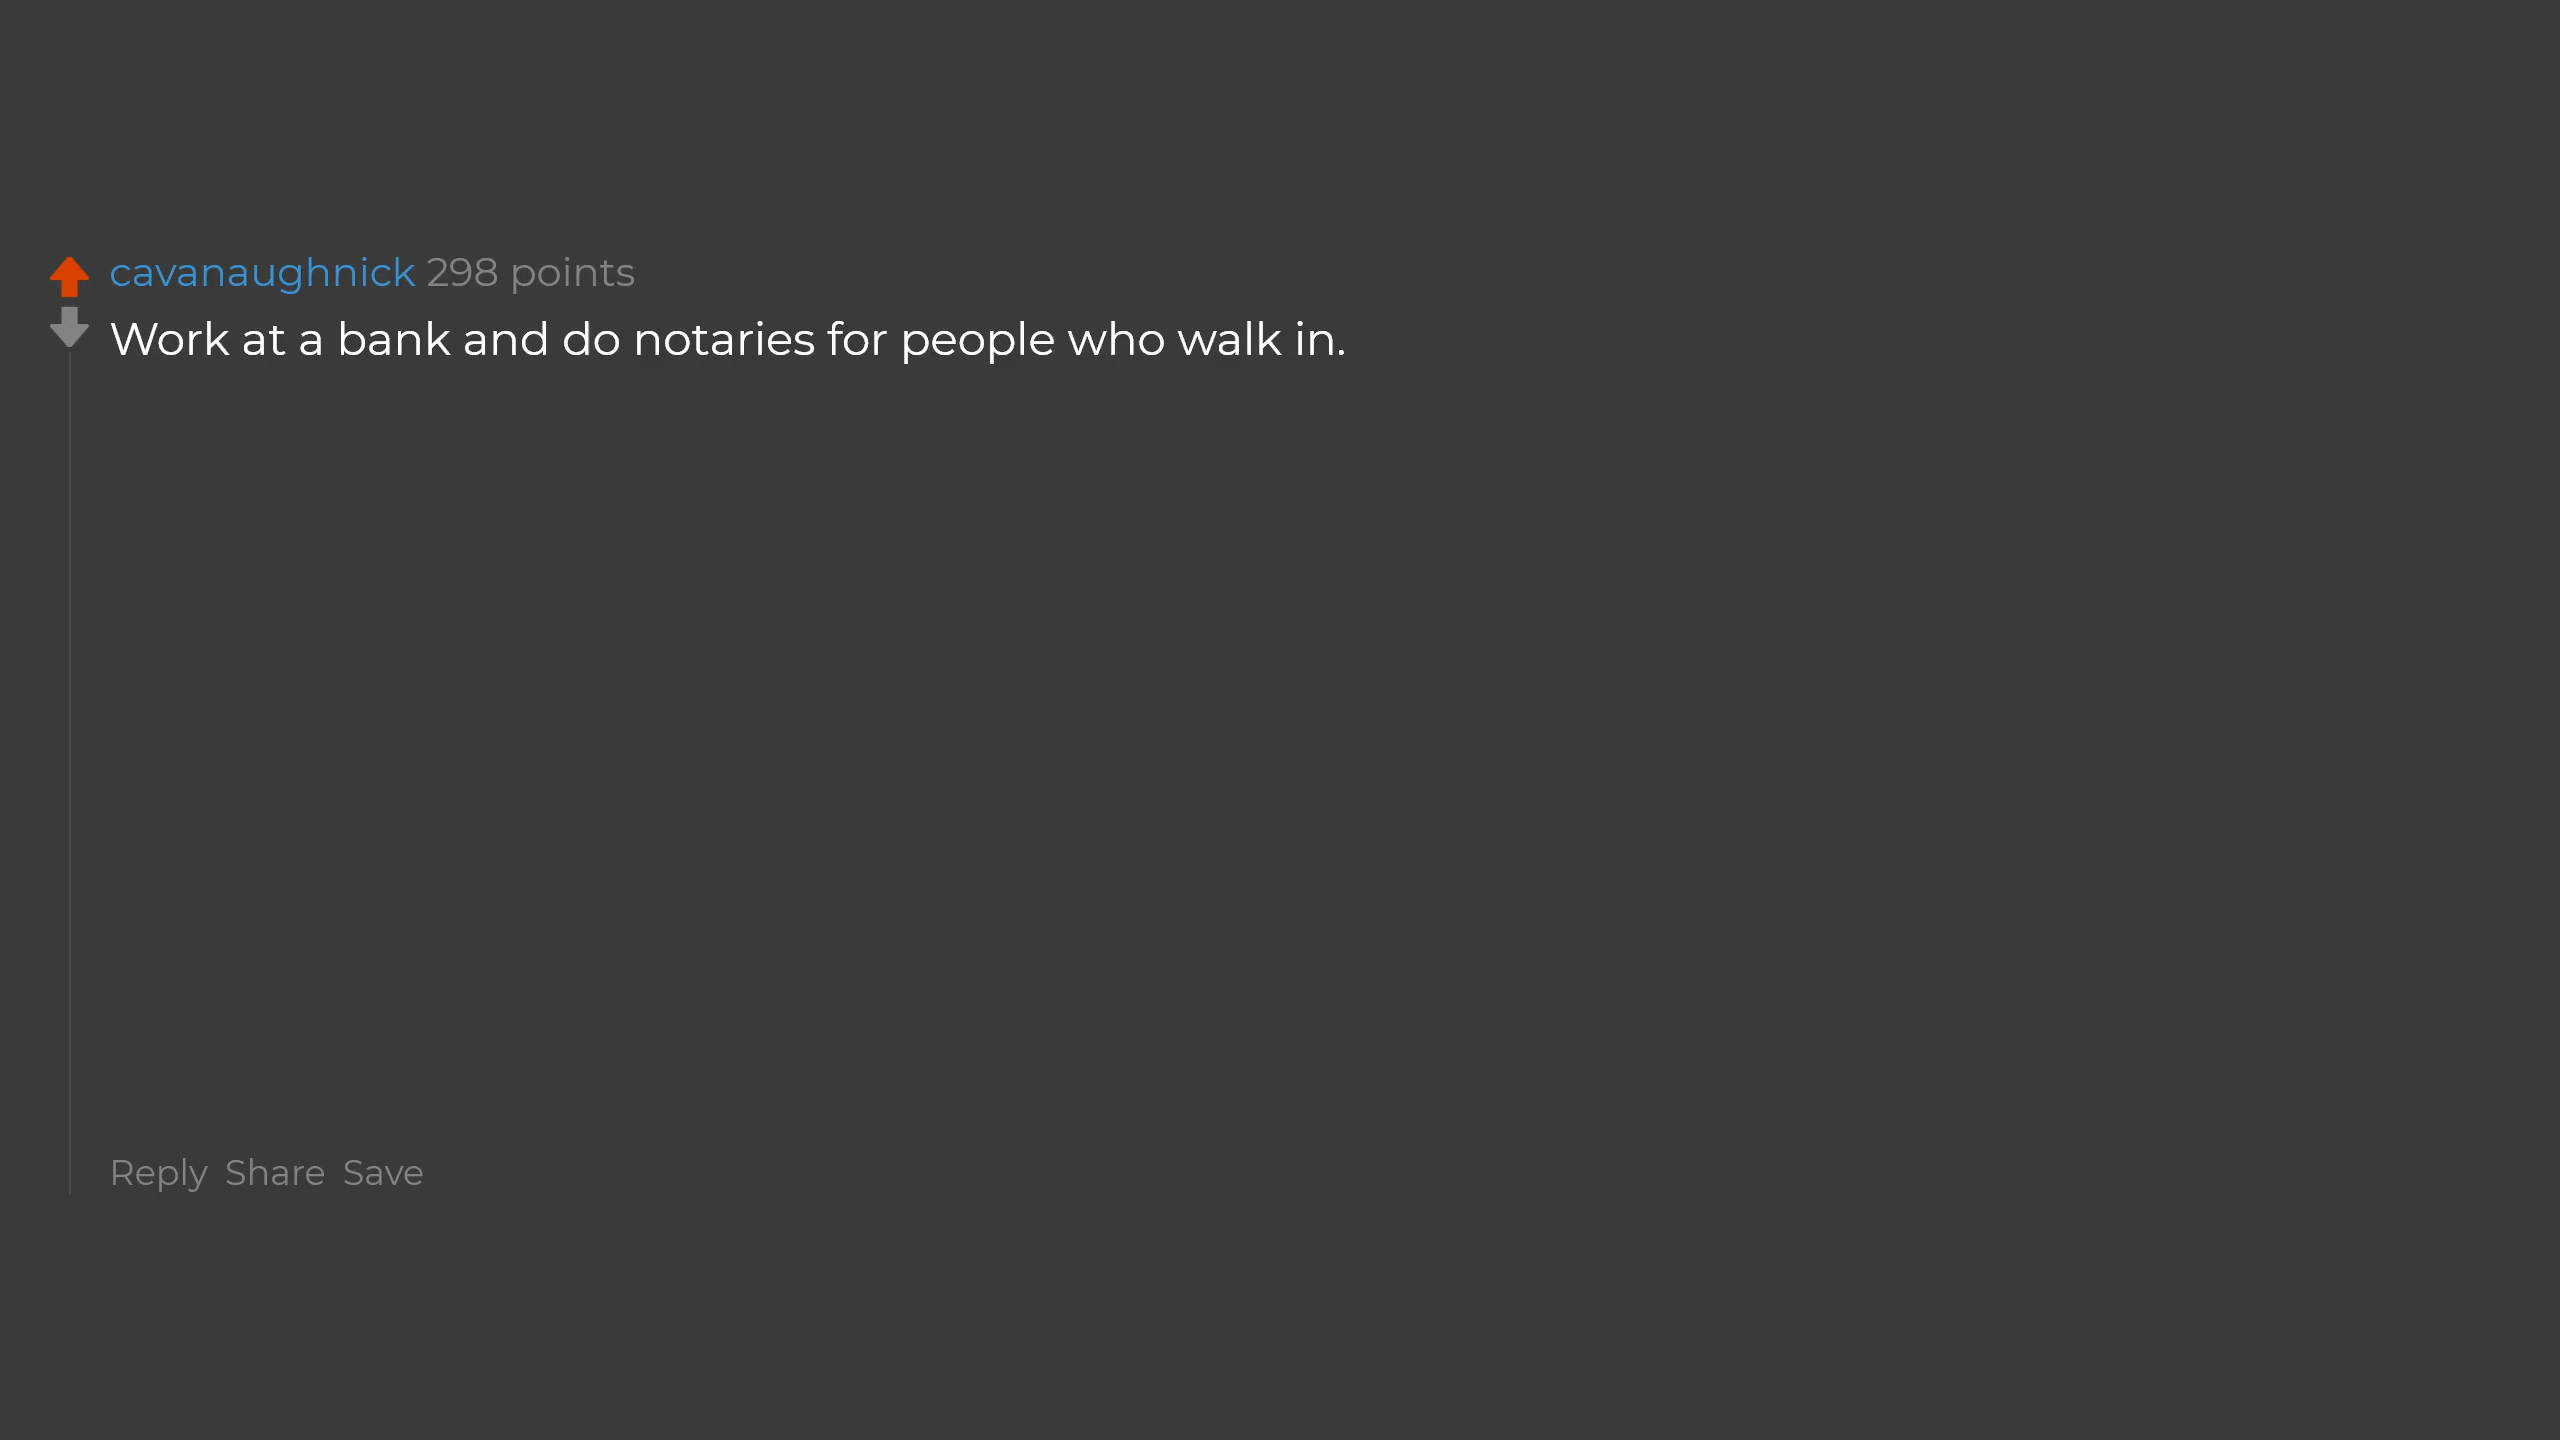 cavanaughnick 298 points
Work at a bank and do notaries for people who walk in.
Reply Share Save